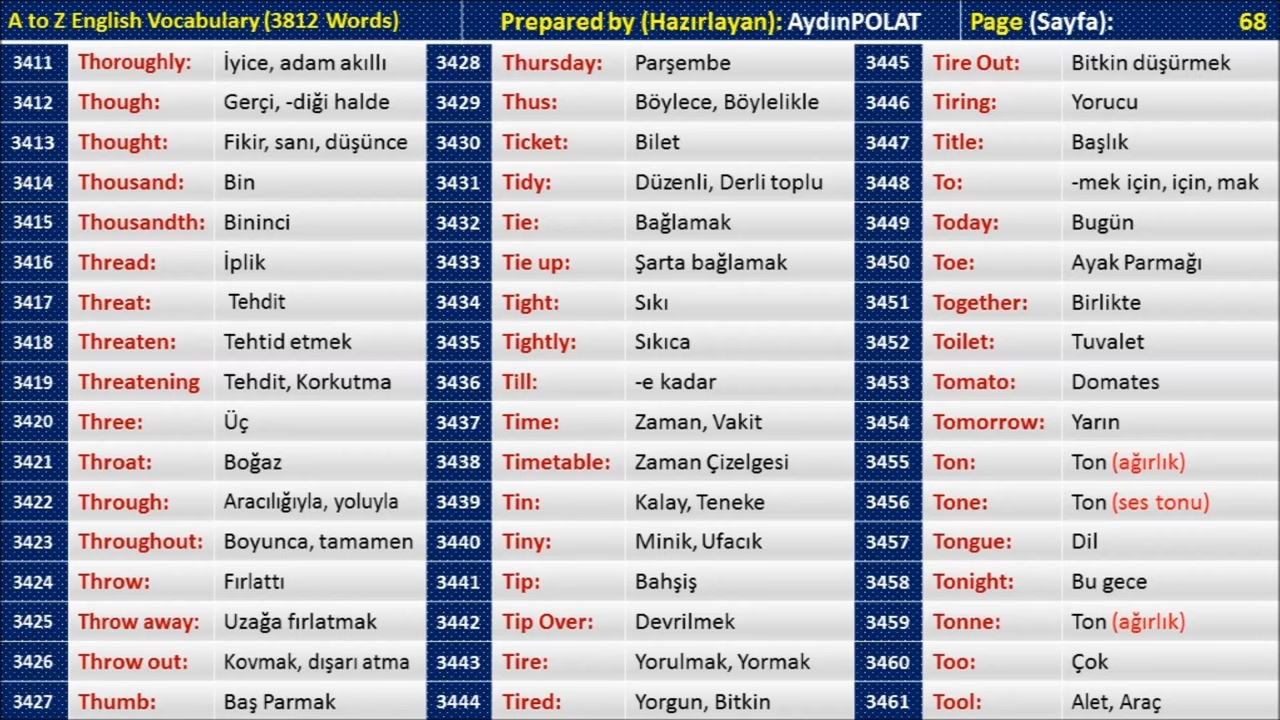 A to Z English Vocabulary (3812 Words) Prepared by (Hazırlayan): AydınPOLAT Page (Sayfa): 68
3411 Thoroughly: İyice, adam akıllı
3412 Though: Gerçi, -diği halde
3413 Thought: Fikir, sanı, düşünce
3414 Thousand: Bin
3415 Thousandth: Bininci
3416 Thread: İplik
3417 Threat: Tehdit
3418 Threaten: Tehtid etmek
3419 Threatening Tehdit, Korkutma
3420 Three: Üç
3421 Throat: Boğaz
3422 Through: Aracılığıyla, yoluyla
3423 Throughout: Boyunca, tamamen
3424 Throw: Fırlattı
3425 Throw away: Uzağa fırlatmak
3426 Throw out: Kovmak, dışarı atma
3427 Thumb: Baş Parmak
3428 Thursday: Parşembe
3429 Thus: Böylece, Böylelikle
3430 Ticket: Bilet
3431 Tidy: Düzenli, Derli toplu
3432 Tie: Bağlamak
3433 Tie up: Şarta bağlamak
3434 Tight: Sıkı
3435 Tightly: Sıkıca
3436 Till: -e kadar
3437 Time: Zaman, Vakit
3438 Timetable: Zaman Çizelgesi
3439 Tin: Kalay, Teneke
3440 Tiny: Minik, Ufacık
3441 Tip: Bahşiş
3442 Tip Over: Devrilmek
3443 Tire: Yorulmak, Yormak
3444 Tired: Yorgun, Bitkin
3445 Tire Out: Bitkin düşürmek
3446 Tiring: Yorucu
3447 Title: Başlık
3448 To: -mek için, için, mak
3449 Today: Bugün
3450 Toe: Ayak Parmağı
3451 Together: Birlikte
3452 Toilet: Tuvalet
3453 Tomato: Domates
3454 Tomorrow: Yarın
3455 Ton: Ton (ağırlık)
3456 Tone: Ton (ses tonu)
3457 Tongue: Dil
3458 Tonight: Bu gece
3459 Tonne: Ton (ağırlık)
3460 Too: Çok
3461 Tool: Alet, Araç